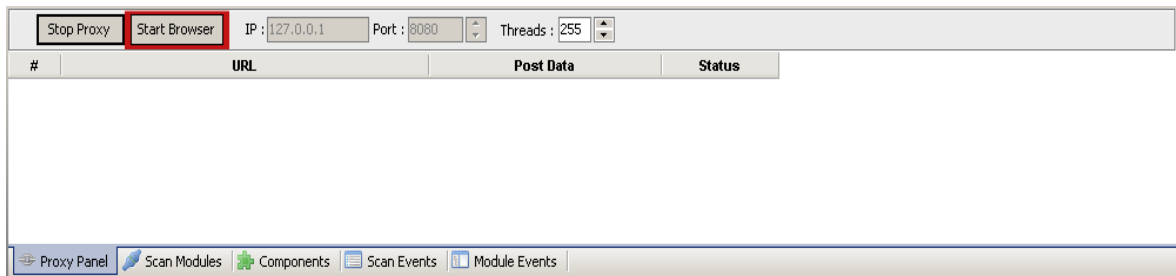 Stop Proxy Start Browser IP : 127.0.0.1 Port : 8080 Threads : 255
# URL Post Data Status
Proxy Panel Scan Modules Components Scan Events Module Events